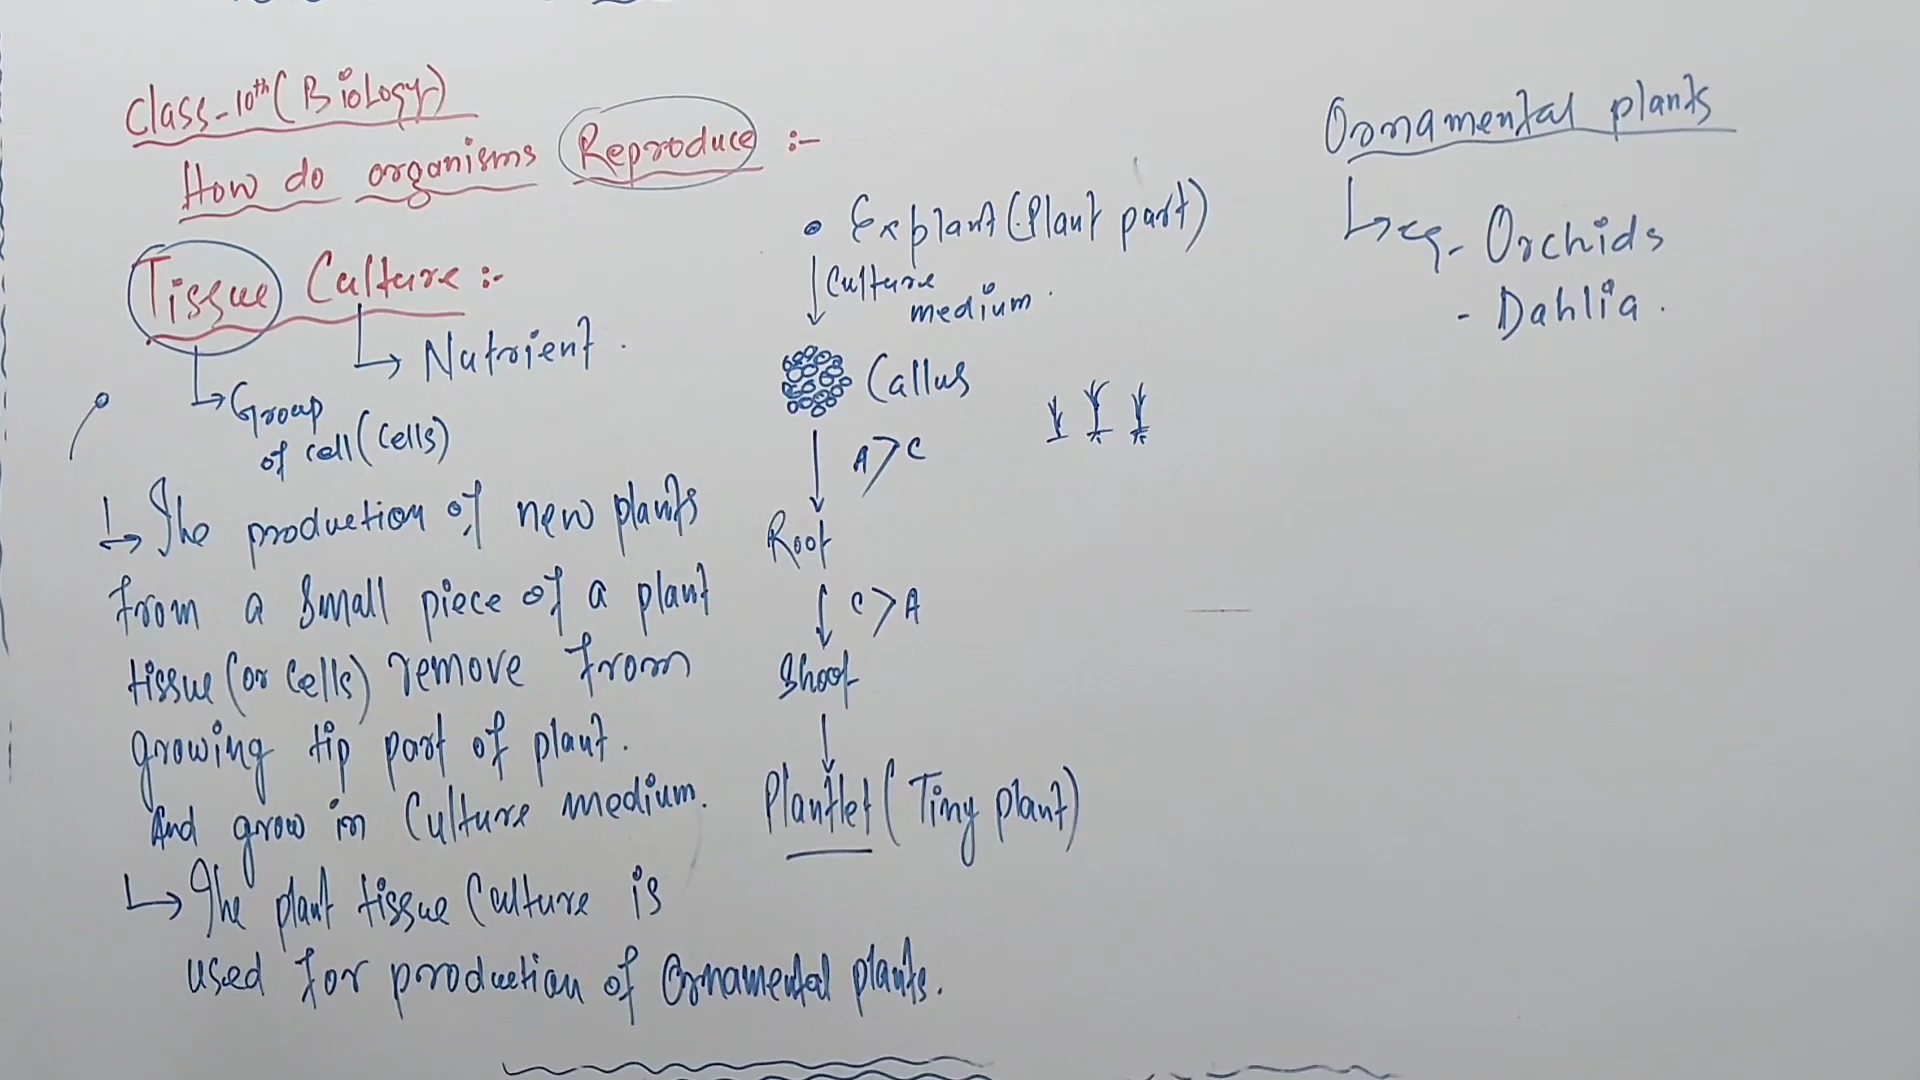 Class-10th (Biology)
How do organisms Reproduce :-
Tissue Culture :-
Nutrient.
Group
of cell (Cells)
The production of new plants
from a small piece of a plant
tissue (or Cells) remove from
growing tip part of plant.
And grow in Culture medium.
The plant tissue Culture is
used for production of Ornamental plants.
Explant (Plant part)
Culture
medium.
Callus
A>C
Root
C>A
Shoot
Plantlet (Tiny plant)
Ornamental plants
eg - Orchids
- Dahlia.